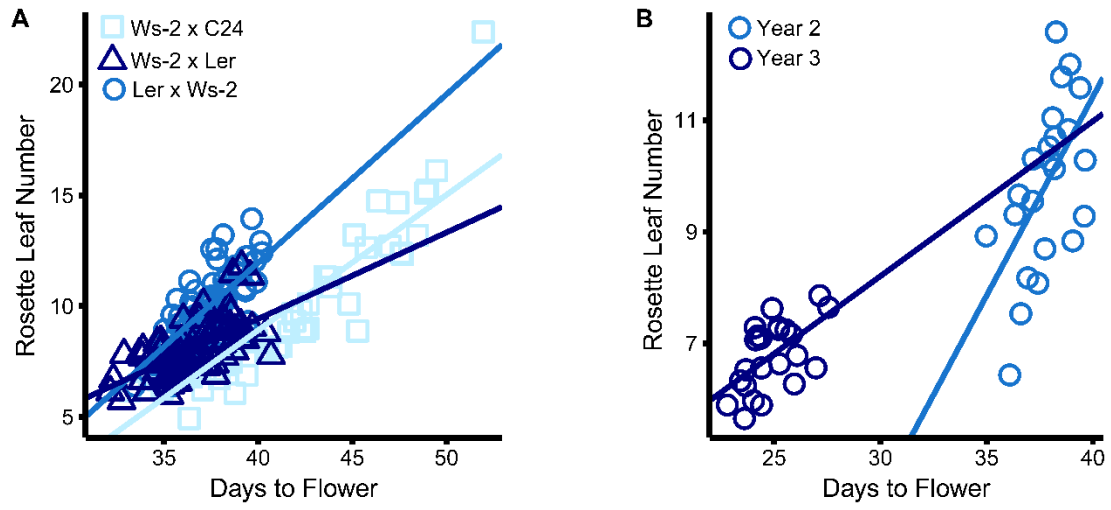 A
Ws-2 x C24
Ws-2 x Ler
Ler x Ws-2
Rosette Leaf Number
20
15
10
5
35
40
45
50
Days to Flower
B
Year 2
Year 3
Rosette Leaf Number
11
9
7
25
30
35
40
Days to Flower